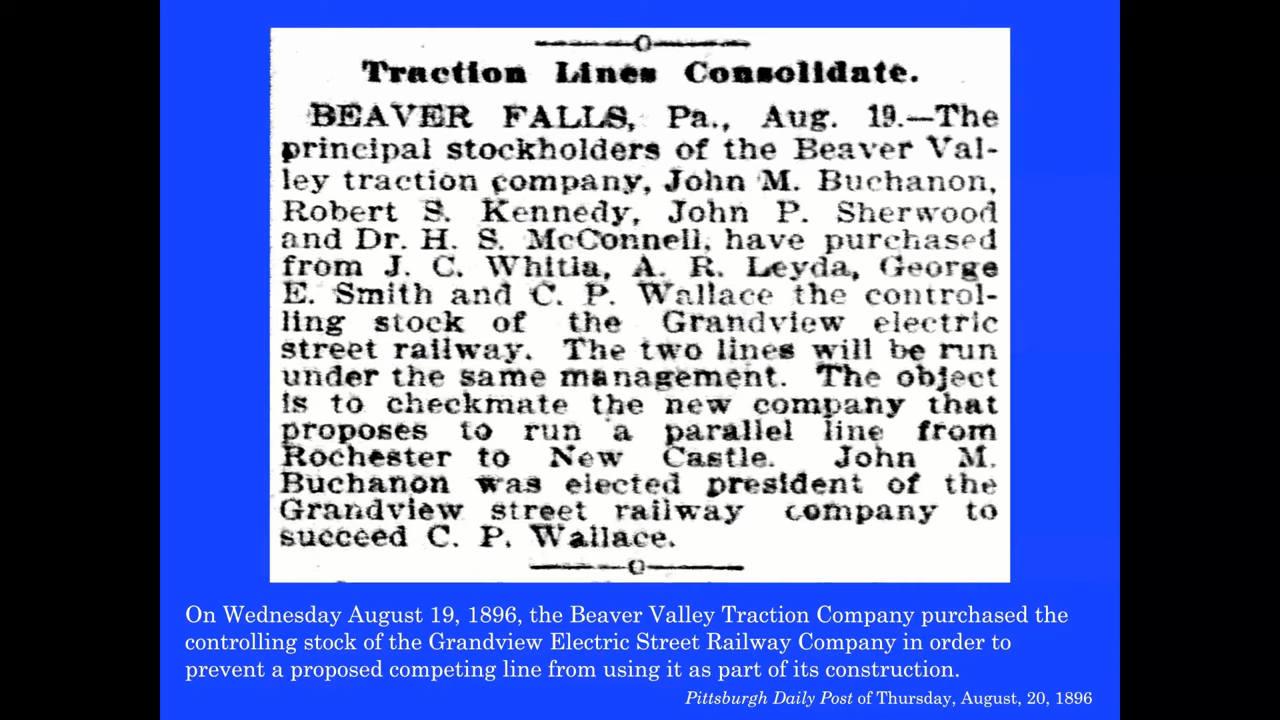 Traction Lines Consolidate.
BEAVER FALLS, Pa., Aug. 19.—The
principal stockholders of the Beaver Val-
ley traction company, John M. Buchanon,
Robert S. Kennedy, John P. Sherwood
and Dr. H. S. McConnell, have purchased
from J. C. Whitla, A. R. Leyda, George
E. Smith and C. P. Wallace the control-
ling stock of the Grandview electric
street railway. The two lines will be run
under the same management. The object
is to checkmate the new company that
proposes to run a parallel line from
Rochester to New Castle. John M.
Buchanon was elected president of the
Grandview street railway company to
succeed C. P. Wallace.
On Wednesday August 19, 1896, the Beaver Valley Traction Company purchased the
controlling stock of the Grandview Electric Street Railway Company in order to
prevent a proposed competing line from using it as part of its construction.
Pittsburgh Daily Post of Thursday, August, 20, 1896